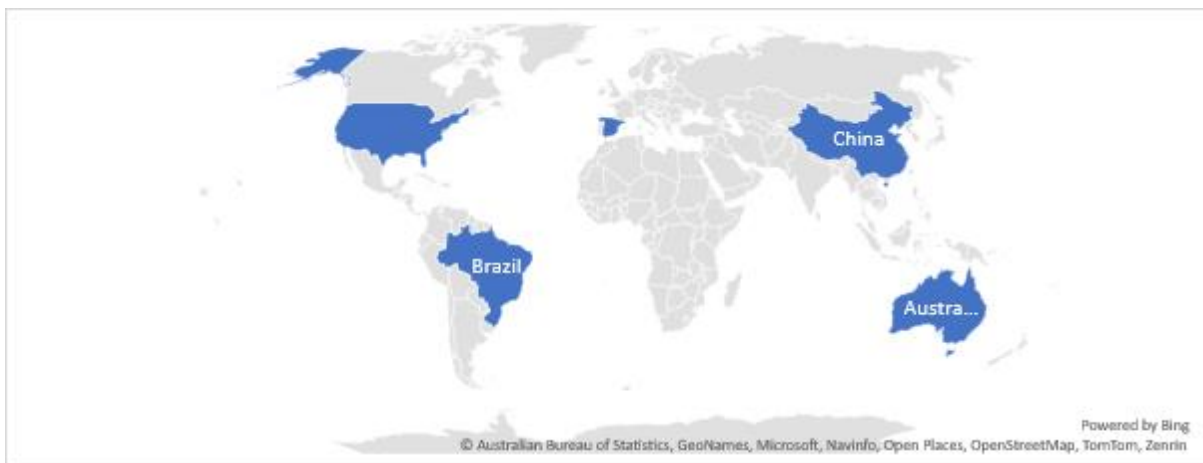 China
Brazil
Austra...
Powered by Bing
© Australian Bureau of Statistics, GeoNames, Microsoft, Navinfo, Open Places, OpenStreetMap, TomTom, Zenrin